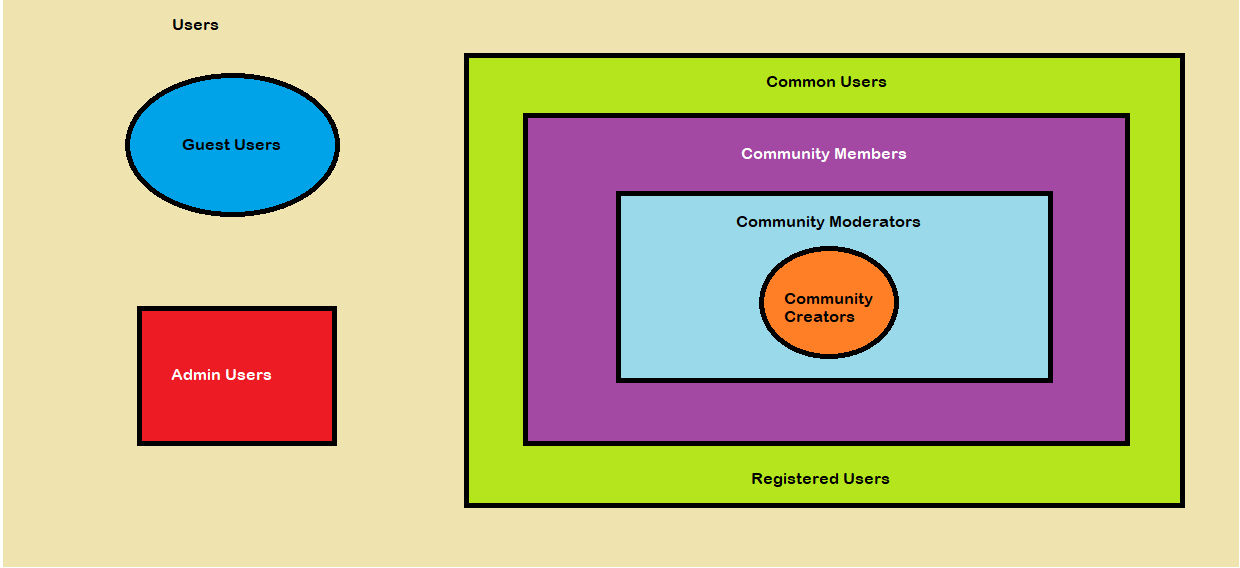 Users
Guest Users
Admin Users
Common Users
Community Members
Community Moderators
Community
Creators
Registered Users